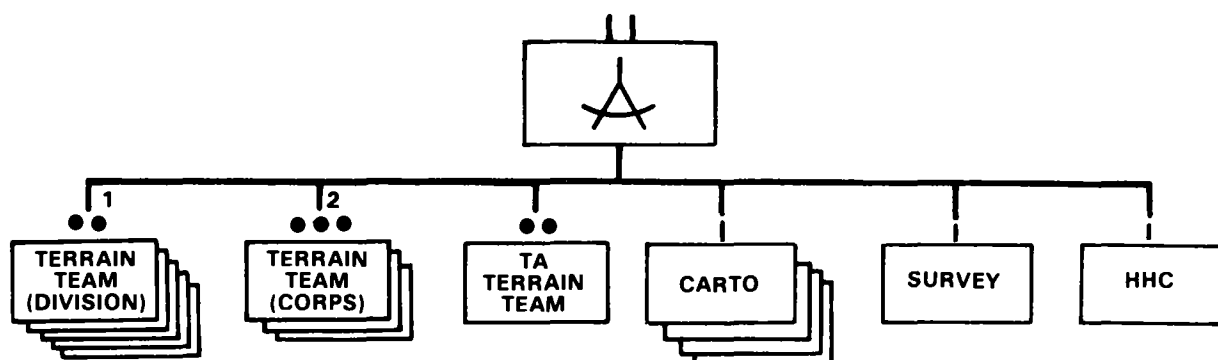 1
2
TERRAIN
TEAM
(DIVISION)
TERRAIN
TEAM
(CORPS)
TA
TERRAIN
TEAM
CARTO
SURVEY
HHC